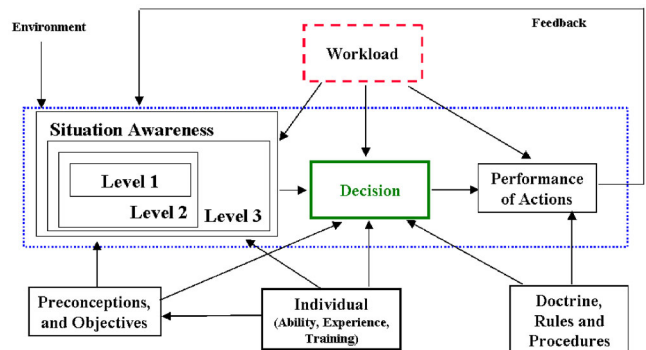 Environment
Feedback
Workload
Situation Awareness
Level 1
Level 2
Level 3
Decision
Performance
of Actions
Preconceptions,
and Objectives
Individual
(Ability, Experience,
Training)
Doctrine,
Rules and
Procedures